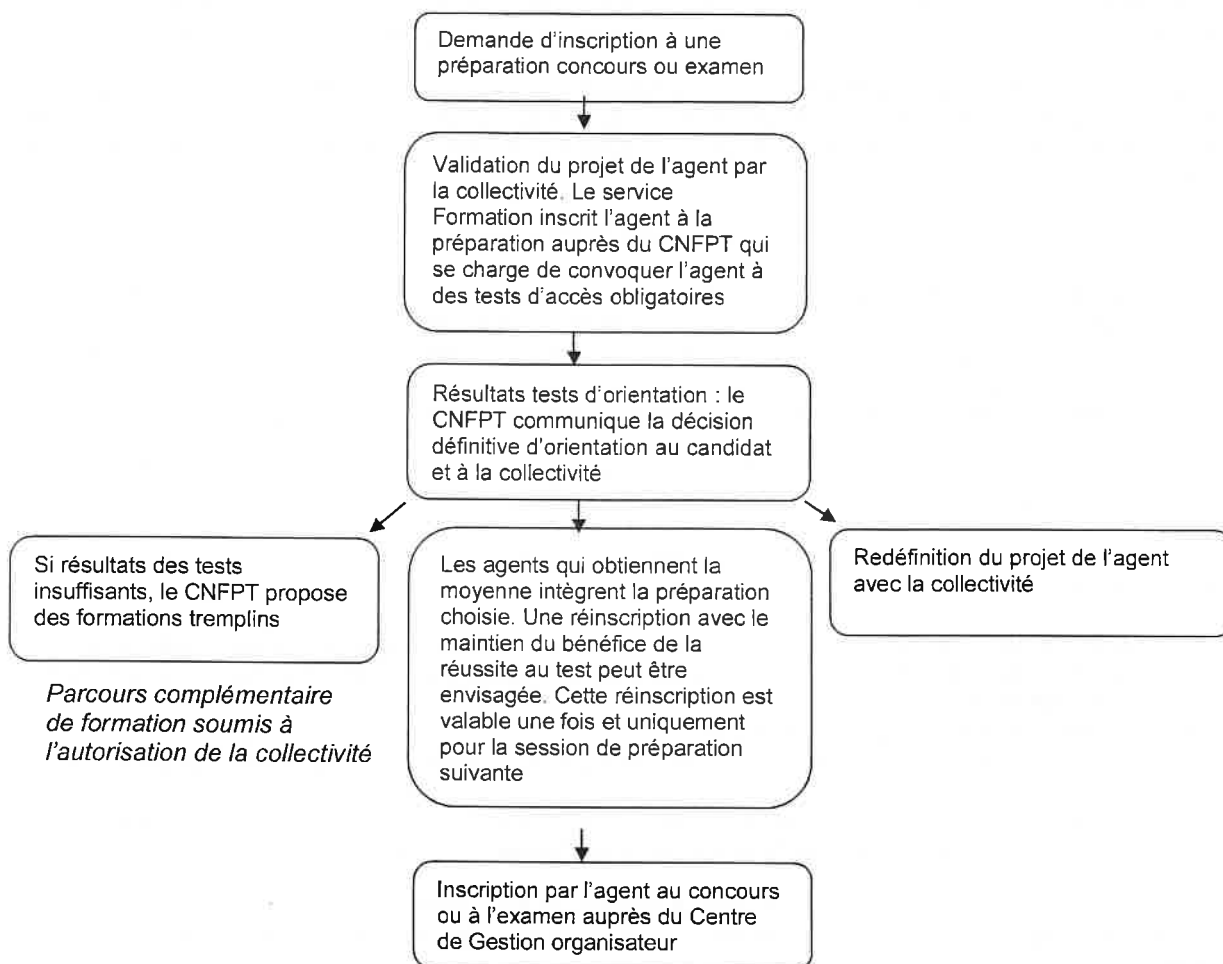 Demande d'inscription à une
préparation concours ou examen
Validation du projet de l'agent par
la collectivité. Le service
Formation inscrit l'agent à la
préparation auprès du CNFPT qui
se charge de convoquer l'agent à
des tests d'accès obligatoires
Résultats tests d'orientation : le
CNFPT communique la décision
définitive d'orientation au candidat
et à la collectivité
Si résultats des tests
insuffisants, le CNFPT propose
des formations tremplins
Parcours complémentaire
de formation soumis à
l'autorisation de la collectivité
Les agents qui obtiennent la
moyenne intègrent la préparation
choisie. Une réinscription avec le
maintien du bénéfice de la
réussite au test peut être
envisagée. Cette réinscription est
valable une fois et uniquement
pour la session de préparation
suivante
Redéfinition du projet de l'agent
avec la collectivité
Inscription par l'agent au concours
ou à l'examen auprès du Centre
de Gestion organisateur